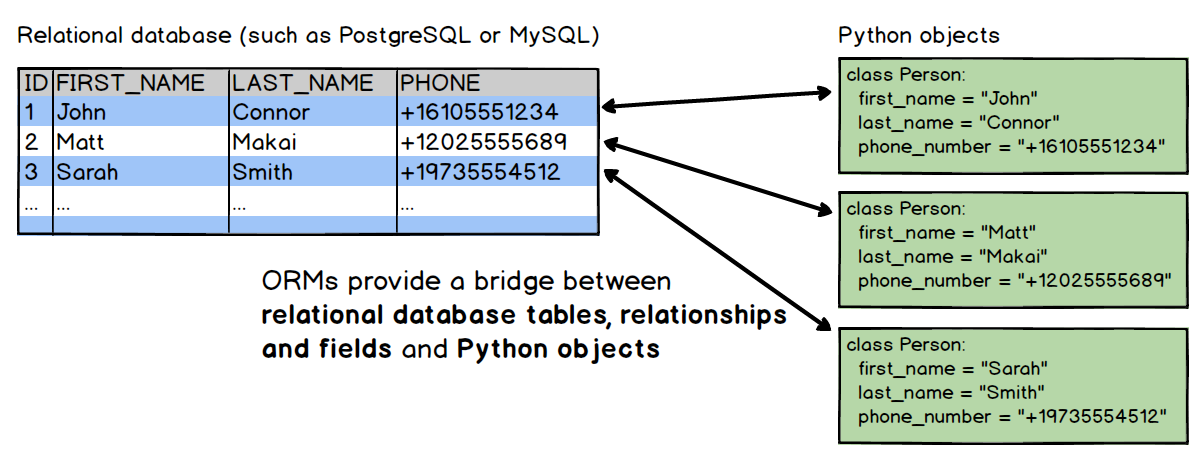 Relational database (such as PostgreSQL or MySQL)
ID FIRST_NAME LAST_NAME PHONE
1 John Connor +16105551234
2 Matt Makai +12025555689
3 Sarah Smith +19735554512
... ... ... ...
ORMs provide a bridge between
relational database tables, relationships
and fields and Python objects
Python objects
class Person:
first_name = "John"
last_name = "Connor"
phone_number = "+16105551234"
class Person:
first_name = "Matt"
last_name = "Makai"
phone_number = "+12025555689"
class Person:
first_name = "Sarah"
last_name = "Smith"
phone_number = "+19735554512"